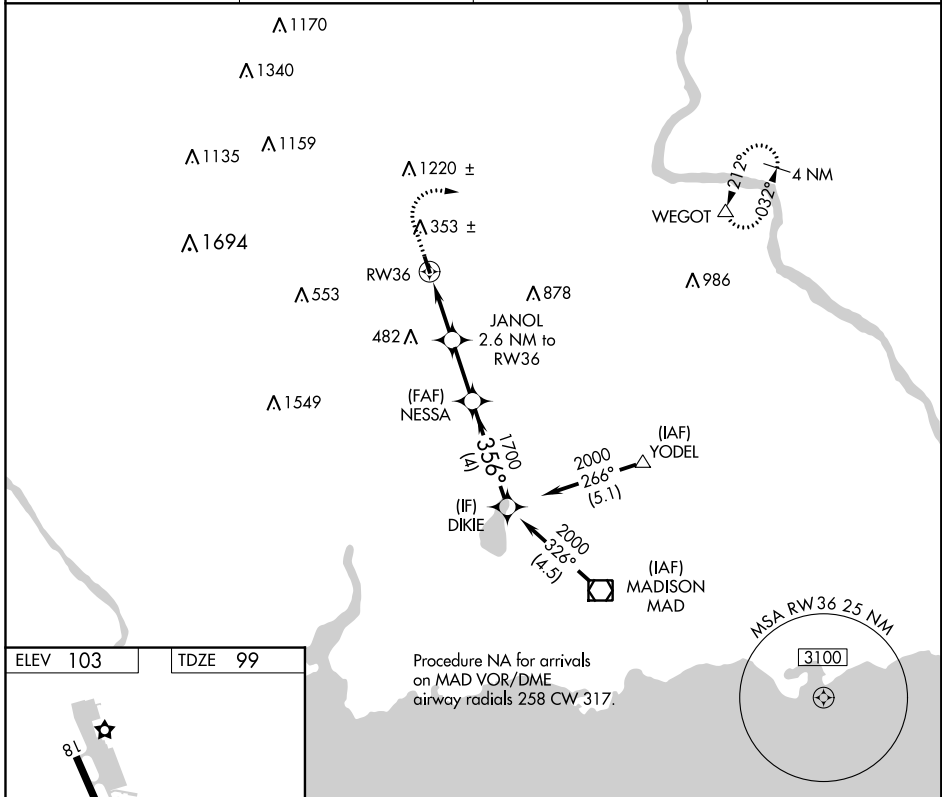 1170
1340
1135
1159
1220 ±
212°
4 NM
032°
WEGOT
353 ±
1694
RW36
986
553
878
JANOL
2.6 NM to
RW36
482
(FAF)
NESSA
1549
1700
356°
(4)
(IAF)
YODEL
2000
266°
(5.1)
(IF)
DIKIE
2000
326°
(4.5)
(IAF)
MADISON
MAD
MSA RW36 25 NM
3100
Procedure NA for arrivals
on MAD VOR/DME
airway radials 258 CW 317.
ELEV 103
TDZE 99
18